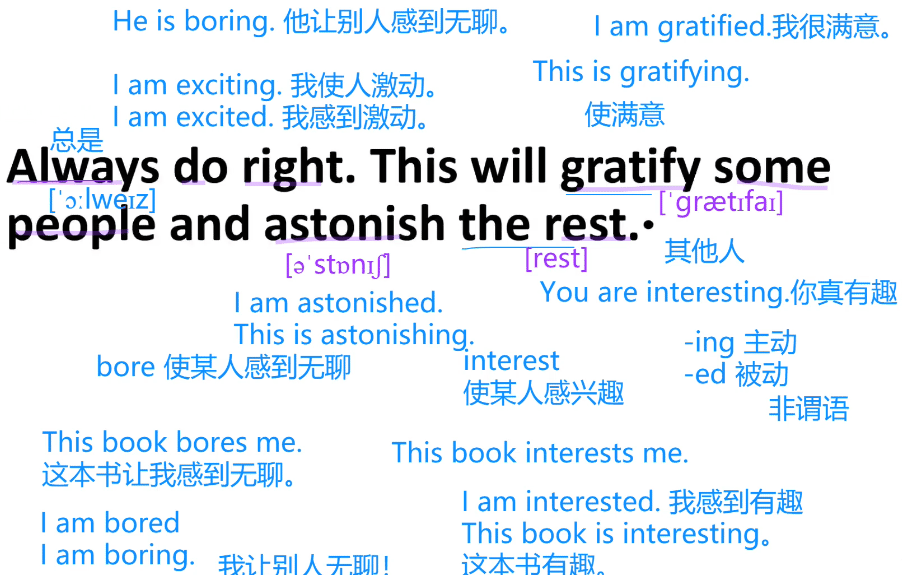 He is boring. 他让别人感到无聊。
I am gratified.我很满意。
This is gratifying.
使满意
I am exciting. 我使人激动。
I am excited. 我感到激动。
总是
Always do right. This will gratify some
[ˈɔːlweɪz]
[ˈɡrætɪfaɪ]
people and astonish the rest.•
[əˈstɒnɪʃ]
[rest]
其他人
I am astonished.
This is astonishing.
You are interesting.你真有趣
bore 使某人感到无聊
interest
使某人感兴趣
-ing 主动
-ed 被动
非谓语
This book bores me.
这本书让我感到无聊。
This book interests me.
I am bored
I am boring. 我让别人无聊！
I am interested. 我感到有趣
This book is interesting。
这本书有趣。